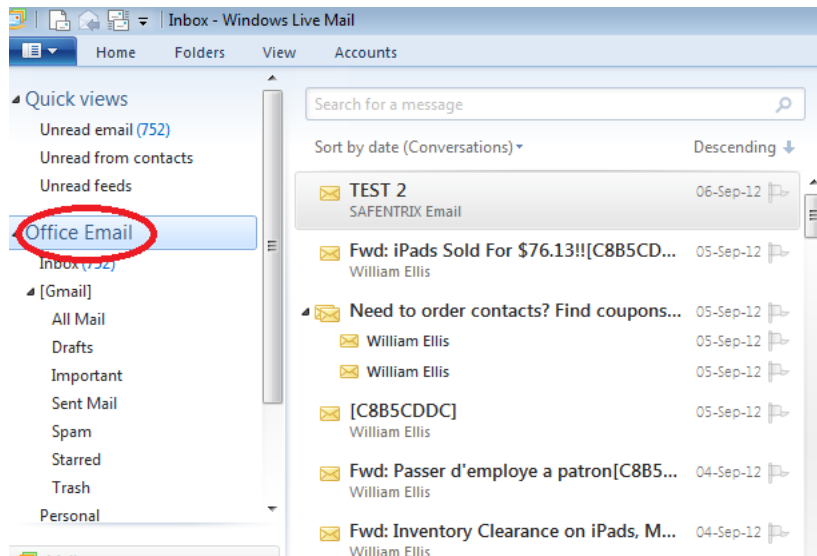 Inbox - Windows Live Mail
Home Folders View Accounts
Quick views
Unread email (752)
Unread from contacts
Unread feeds
Office Email
Inbox (752)
[Gmail]
All Mail
Drafts
Important
Sent Mail
Spam
Starred
Trash
Personal
Search for a message
Sort by date (Conversations) Descending
TEST 2 06-Sep-12
SAFENTRIX Email
Fwd: iPads Sold For $76.13!![C8B5CD... 05-Sep-12
William Ellis
Need to order contacts? Find coupons... 05-Sep-12
William Ellis 05-Sep-12
William Ellis 05-Sep-12
[C8B5CDDC] 05-Sep-12
William Ellis
Fwd: Passer d'employe a patron[C8B5... 04-Sep-12
William Ellis
Fwd: Inventory Clearance on iPads, M... 04-Sep-12
William Ellis